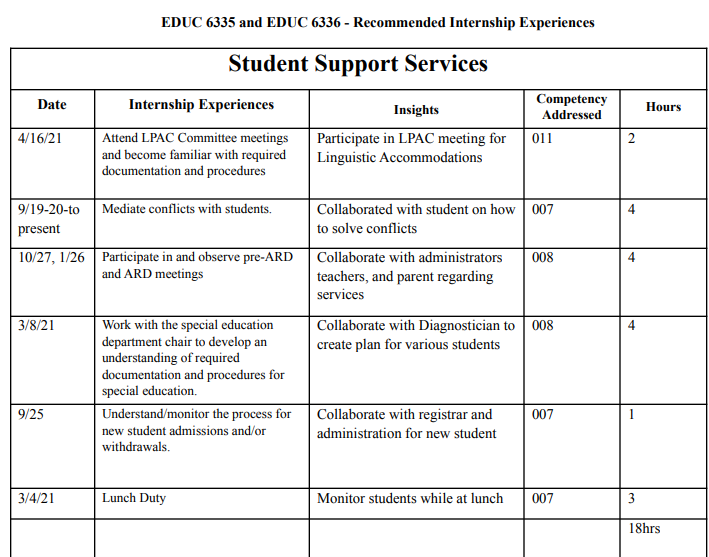 EDUC 6335 and EDUC 6336 - Recommended Internship Experiences
Student Support Services
Date
Internship Experiences
Insights
Competency
Addressed
Hours
4/16/21
Attend LPAC Committee meetings
and become familiar with required
documentation and procedures
Participate in LPAC meeting for
Linguistic Accommodations
011
2
9/19-20-to
present
Mediate conflicts with students.
Collaborated with student on how
to solve conflicts
007
4
10/27, 1/26
Participate in and observe pre-ARD
and ARD meetings
Collaborate with administrators
teachers, and parent regarding
services
008
4
3/8/21
Work with the special education
department chair to develop an
understanding of required
documentation and procedures for
special education.
Collaborate with Diagnostician to
create plan for various students
008
4
9/25
Understand/monitor the process for
new student admissions and/or
withdrawals.
Collaborate with registrar and
administration for new student
007
1
3/4/21
Lunch Duty
Monitor students while at lunch
007
3
18hrs